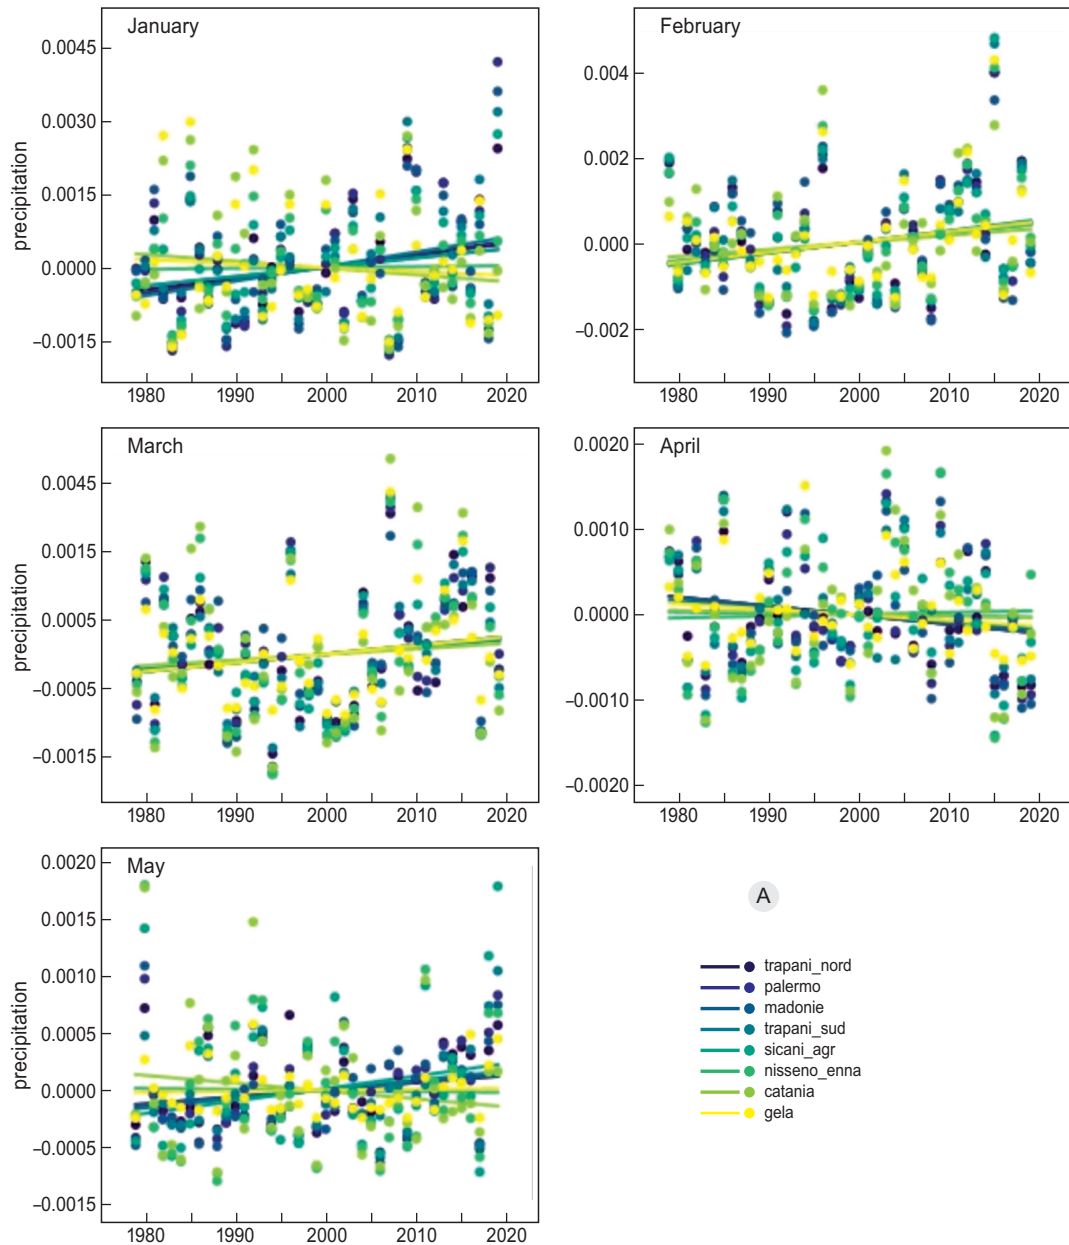 January
precipitation
0.0045
0.0030
0.0015
0.0000
−0.0015
1980 1990 2000 2010 2020
February
0.004
0.002
0.000
−0.002
1980 1990 2000 2010 2020
March
precipitation
0.0045
0.0015
0.0005
−0.0005
−0.0015
1980 1990 2000 2010 2020
April
0.0020
0.0010
0.0000
−0.0010
−0.0020
1980 1990 2000 2010 2020
May
precipitation
0.0020
0.0015
0.0010
0.0005
0.0000
−0.0005
−0.0015
1980 1990 2000 2010 2020
A
trapani_nord
palermo
madonie
trapani_sud
sicani_agr
nisseno_enna
catania
gela